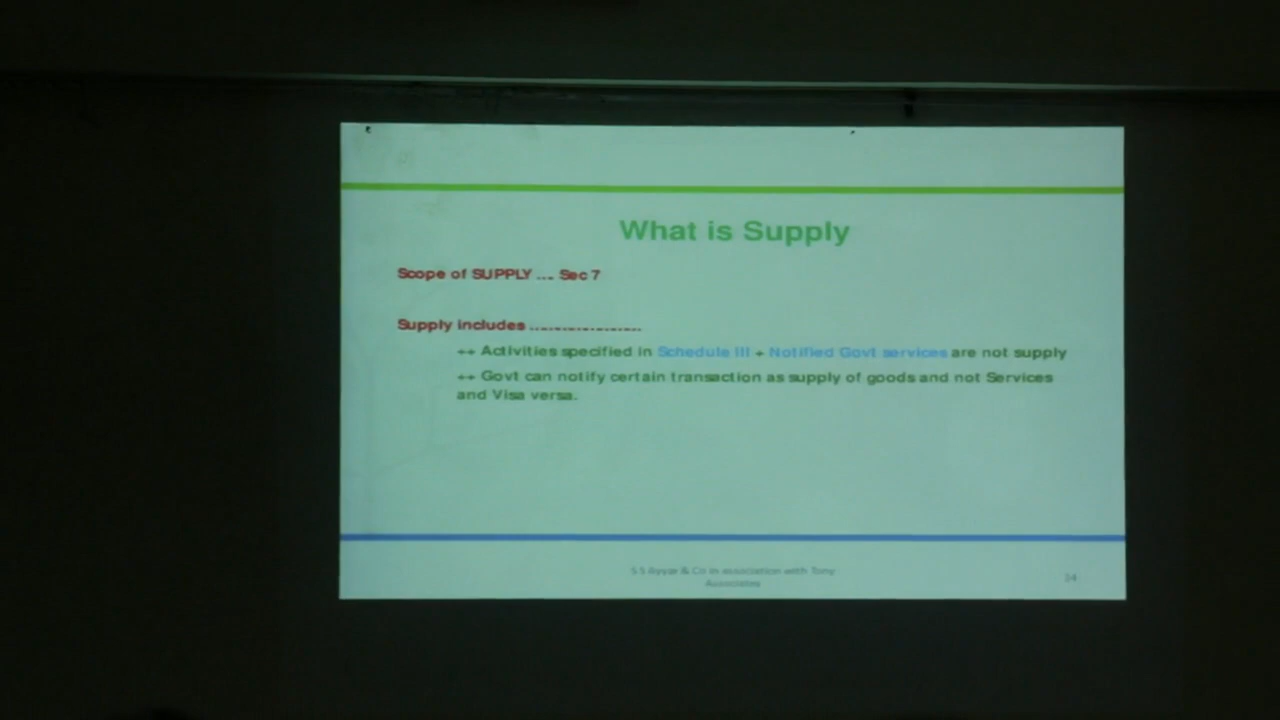 What is Supply
Scope of SUPPLY .... Sec 7
Supply includes ......................
↔ Activities specified in Schedule III + Notified Govt services are not supply
↔ Govt can notify certain transaction as supply of goods and not Services
and Visa versa.
S S Ayyar & Co in association with Tony
Associates
14